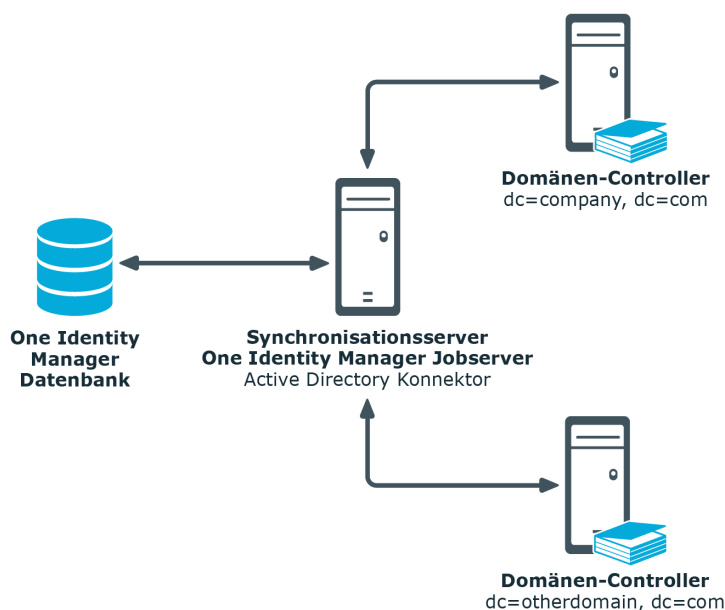 Domänen-Controller
dc=company, dc=com
One Identity
Manager
Datenbank
Synchronisationsserver
One Identity Manager Jobserver
Active Directory Konnektor
Domänen-Controller
dc=otherdomain, dc=com